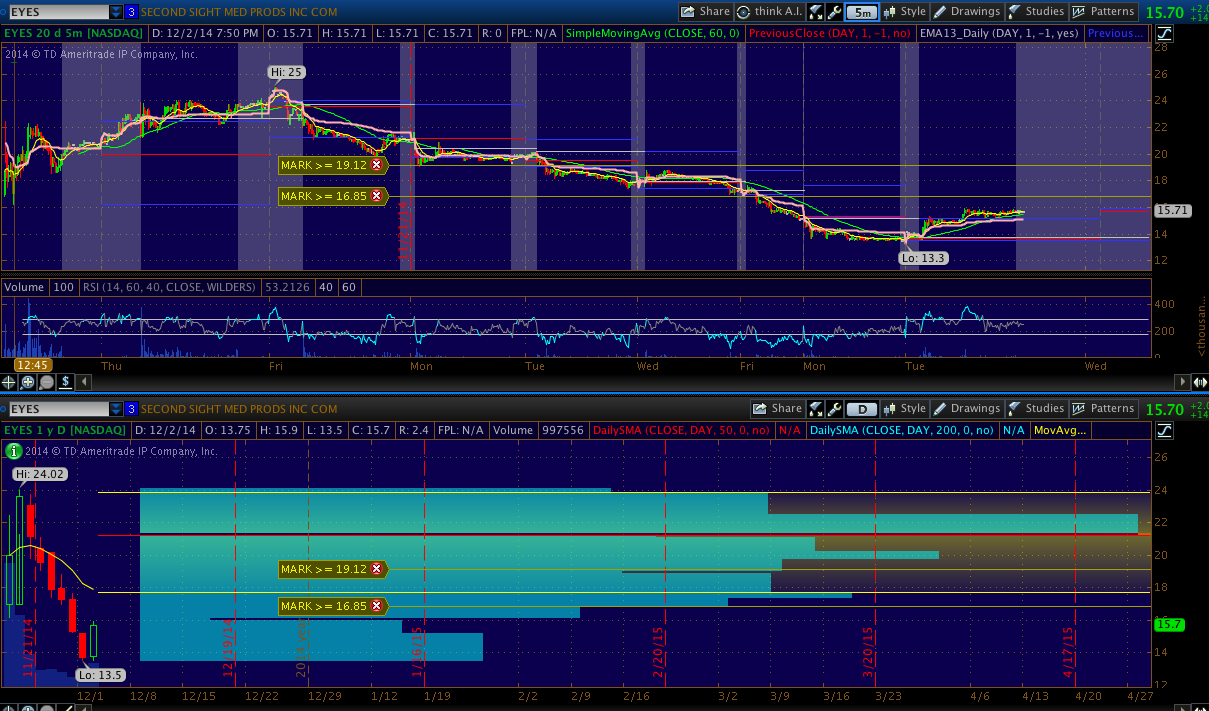 EYES 3 SECOND SIGHT MED PRODS INC COM Share think A.I. 5m Style Drawings Studies Patterns 15.70
EYES 20 d 5m [NASDAQ] D: 12/2/14 7:50 PM O: 15.71 H: 15.71 L: 15.71 C: 15.71 R: 0 FPL: N/A SimpleMovingAvg (CLOSE, 60, 0) PreviousClose (DAY, 1, -1, no) EMA13_Daily (DAY, 1, -1, yes) Previous...
2014 © TD Ameritrade IP Company, Inc.
28
Hi: 25
26
24
22
20
MARK >= 19.12
18
MARK >= 16.85
15.71
11/21/14
14
Lo: 13.3
12
Volume 100 RSI (14, 60, 40, CLOSE, WILDERS) 53.2126 40 60
400
200
0
<thousan...
12:45 Thu Fri Mon Tue Wed Fri Mon Tue Wed
$
EYES 3 SECOND SIGHT MED PRODS INC COM Share D Style Drawings Studies Patterns 15.70
EYES 1 y D [NASDAQ] D: 12/2/14 O: 13.75 H: 15.9 L: 13.5 C: 15.7 R: 2.4 FPL: N/A Volume 997556 DailySMA (CLOSE, DAY, 50, 0, no) N/A DailySMA (CLOSE, DAY, 200, 0, no) N/A MovAvg...
i 2014 © TD Ameritrade IP Company, Inc.
26
Hi: 24.02
24
22
20
MARK >= 19.12
18
MARK >= 16.85
15.7
14
Lo: 13.5
12
11/21/14 12/19/14 1/16/15 2/20/15 3/20/15 4/17/15
12/1 12/8 12/15 12/22 12/29 1/12 1/19 2/2 2/9 2/16 3/2 3/9 3/16 3/23 4/6 4/13 4/20 4/27